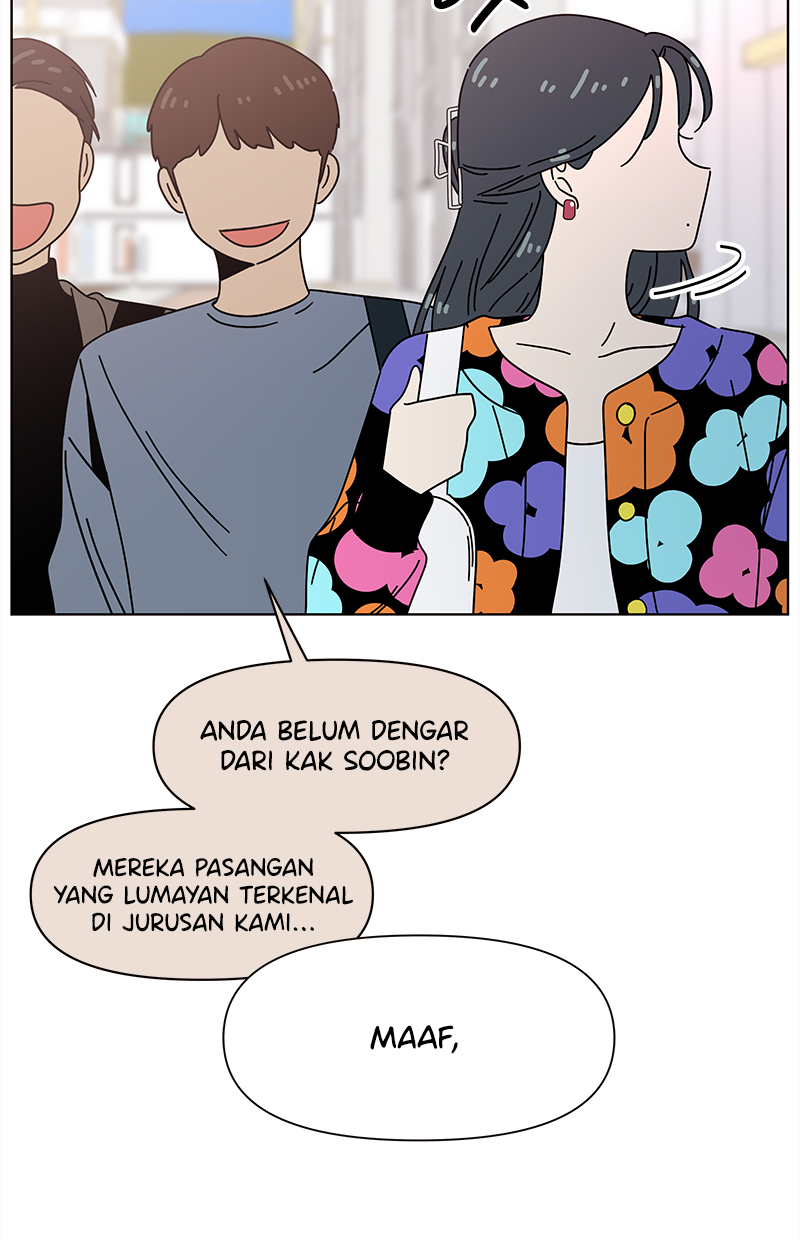 ANDA BELUM DENGAR
DARI KAK SOOBIN?
MEREKA PASANGAN
YANG LUMAYAN TERKENAL
DI JURUSAN KAMI...
MAAF,